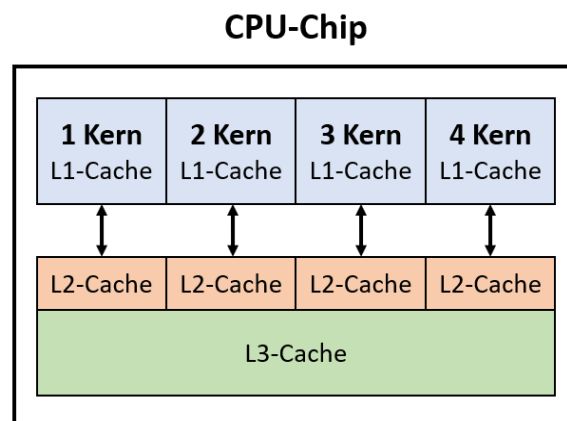 CPU-Chip
1 Kern 2 Kern 3 Kern 4 Kern
L1-Cache L1-Cache L1-Cache L1-Cache
L2-Cache L2-Cache L2-Cache L2-Cache
L3-Cache